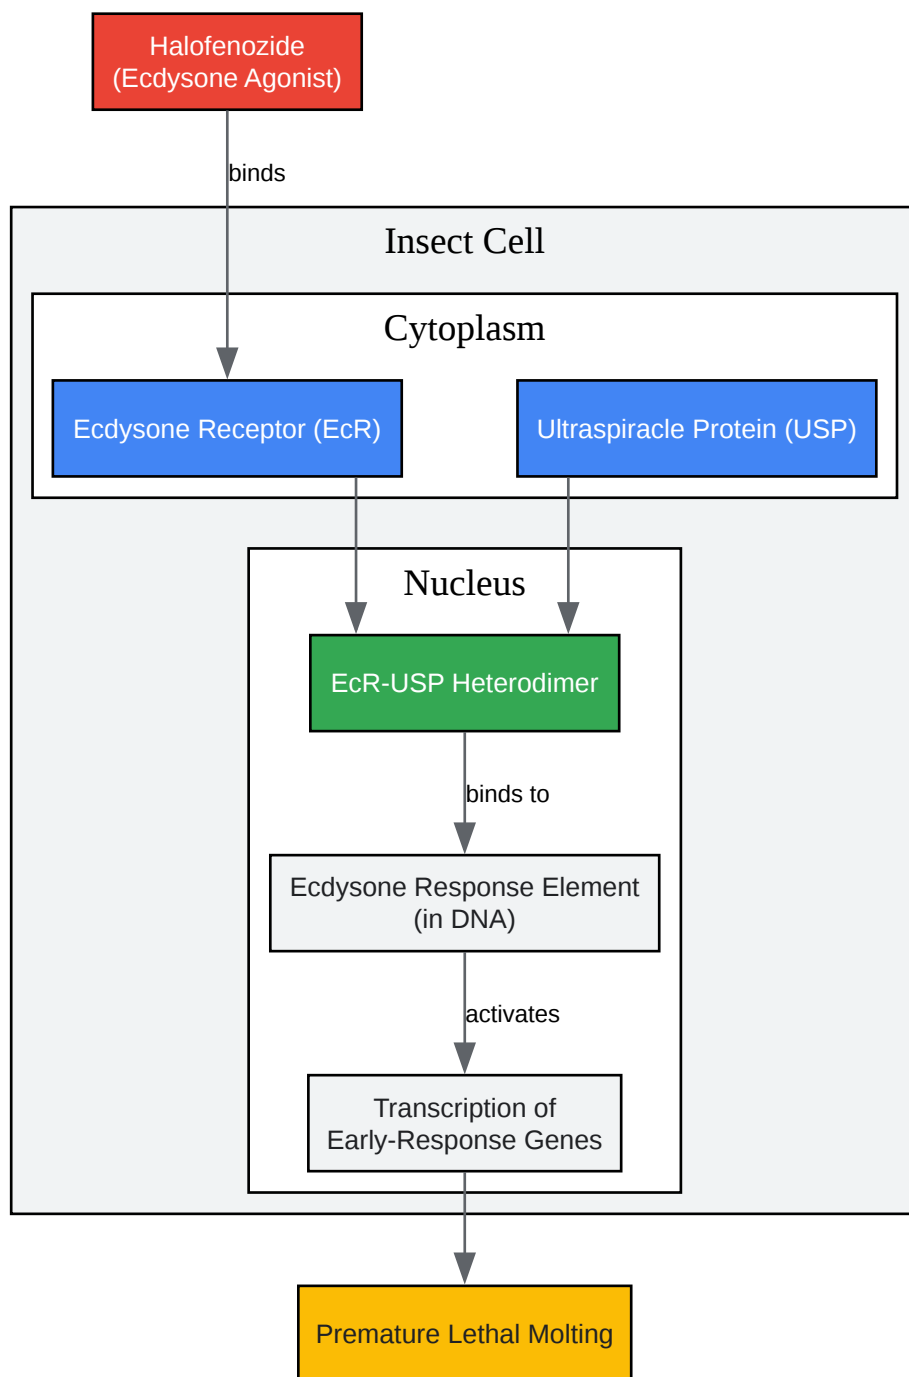 Halofenozide
(Ecdysone Agonist)
binds
Insect Cell
Cytoplasm
Ecdysone Receptor (EcR)
Ultraspiracle Protein (USP)
Nucleus
EcR-USP Heterodimer
binds to
Ecdysone Response Element
(in DNA)
activates
Transcription of
Early-Response Genes
Premature Lethal Molting